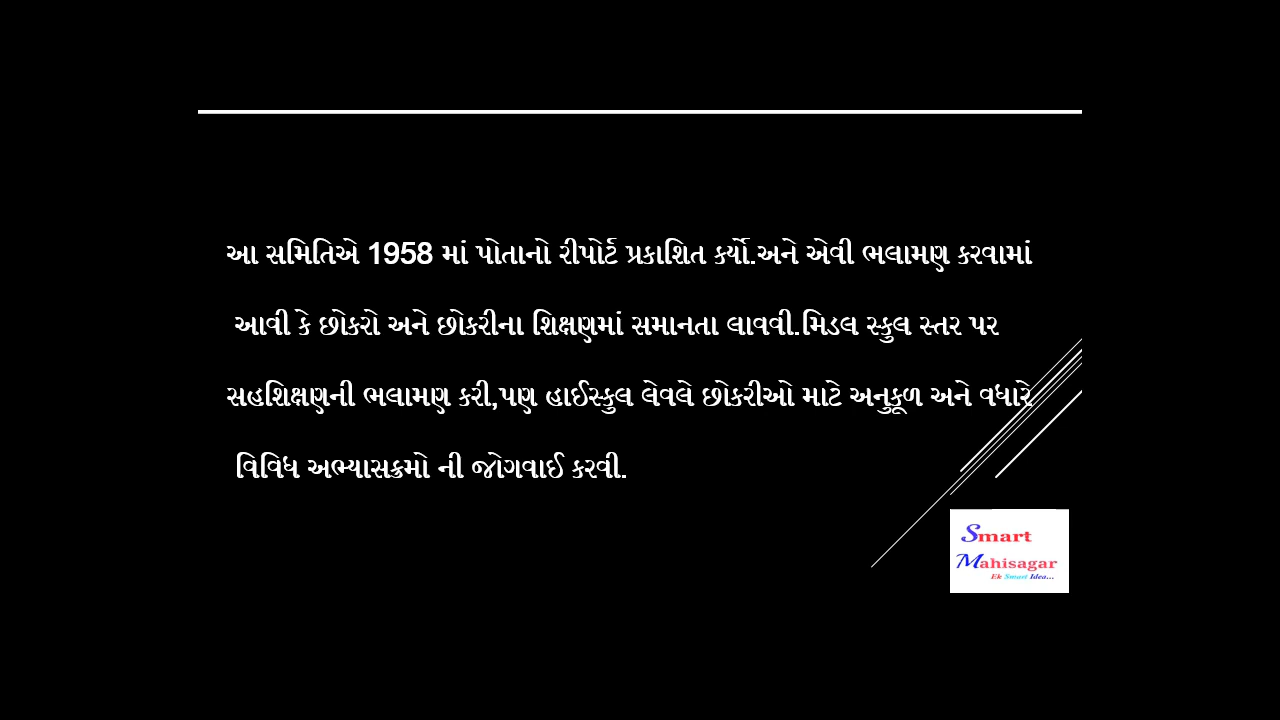 આ સમિતિએ 1958 માં પોતાનો રીપોર્ટ પ્રકાશિત કર્યો.અને એવી ભલામણ કરવામાં
આવી કે છોકરો અને છોકરીના શિક્ષણમાં સમાનતા લાવવી.મિડલ સ્કુલ સ્તર પર
સહશિક્ષણની ભલામણ કરી,પણ હાઈસ્કુલ લેવલે છોકરીઓ માટે અનુકૂળ અને વધારે
વિવિધ અભ્યાસક્રમો ની જોગવાઈ કરવી.
Smart
Mahisagar
Ek Smart Idea...